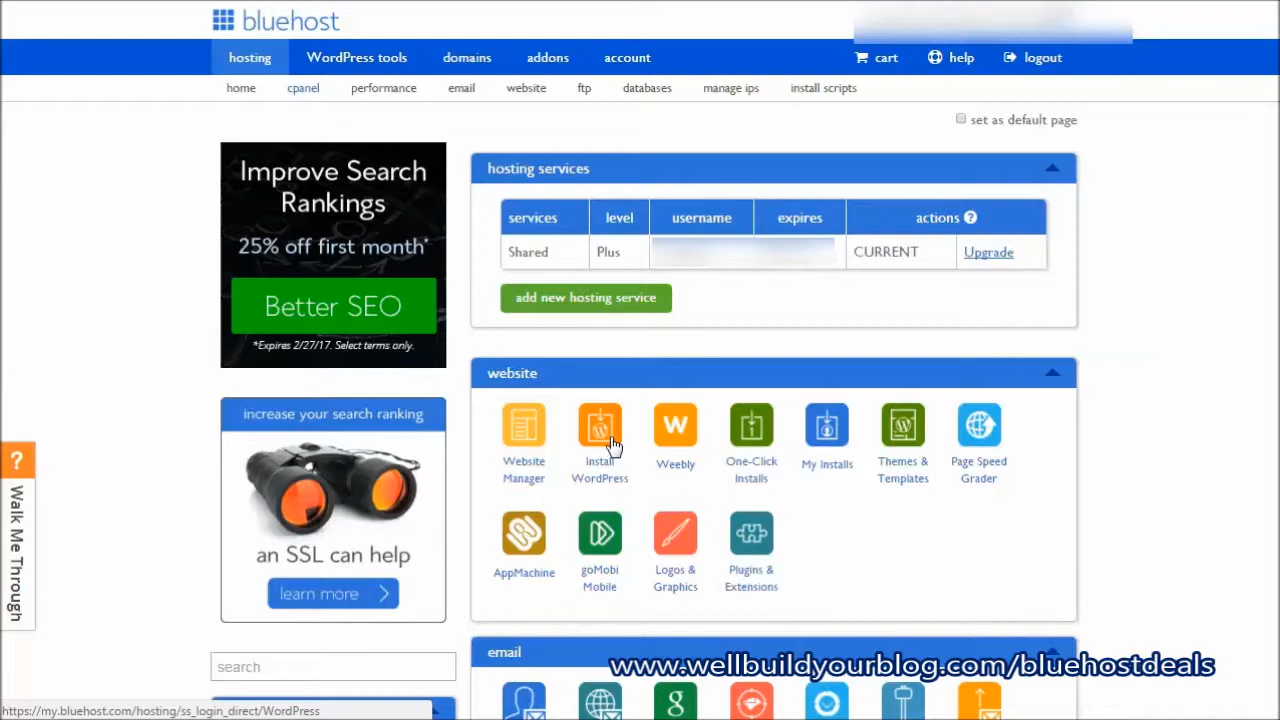 bluehost
hosting WordPress tools domains addons account cart help logout
home cpanel performance email website ftp databases manage ips install scripts
set as default page
Improve Search
Rankings
25% off first month*
Better SEO
*Expires 2/27/17. Select terms only.
hosting services
services level username expires actions ?
Shared Plus CURRENT Upgrade
add new hosting service
website
increase your search ranking
an SSL can help
learn more
W
Website
Manager
Install
WordPress
Weebly
One-Click
Installs
My Installs
Themes &
Templates
Page Speed
Grader
AppMachine
goMobi
Mobile
Logos &
Graphics
Plugins &
Extensions
?
Walk Me Through
search
email
www.wellbuildyourblog.com/bluehostdeals
g
https://my.bluehost.com/hosting/ss_login_direct/WordPress